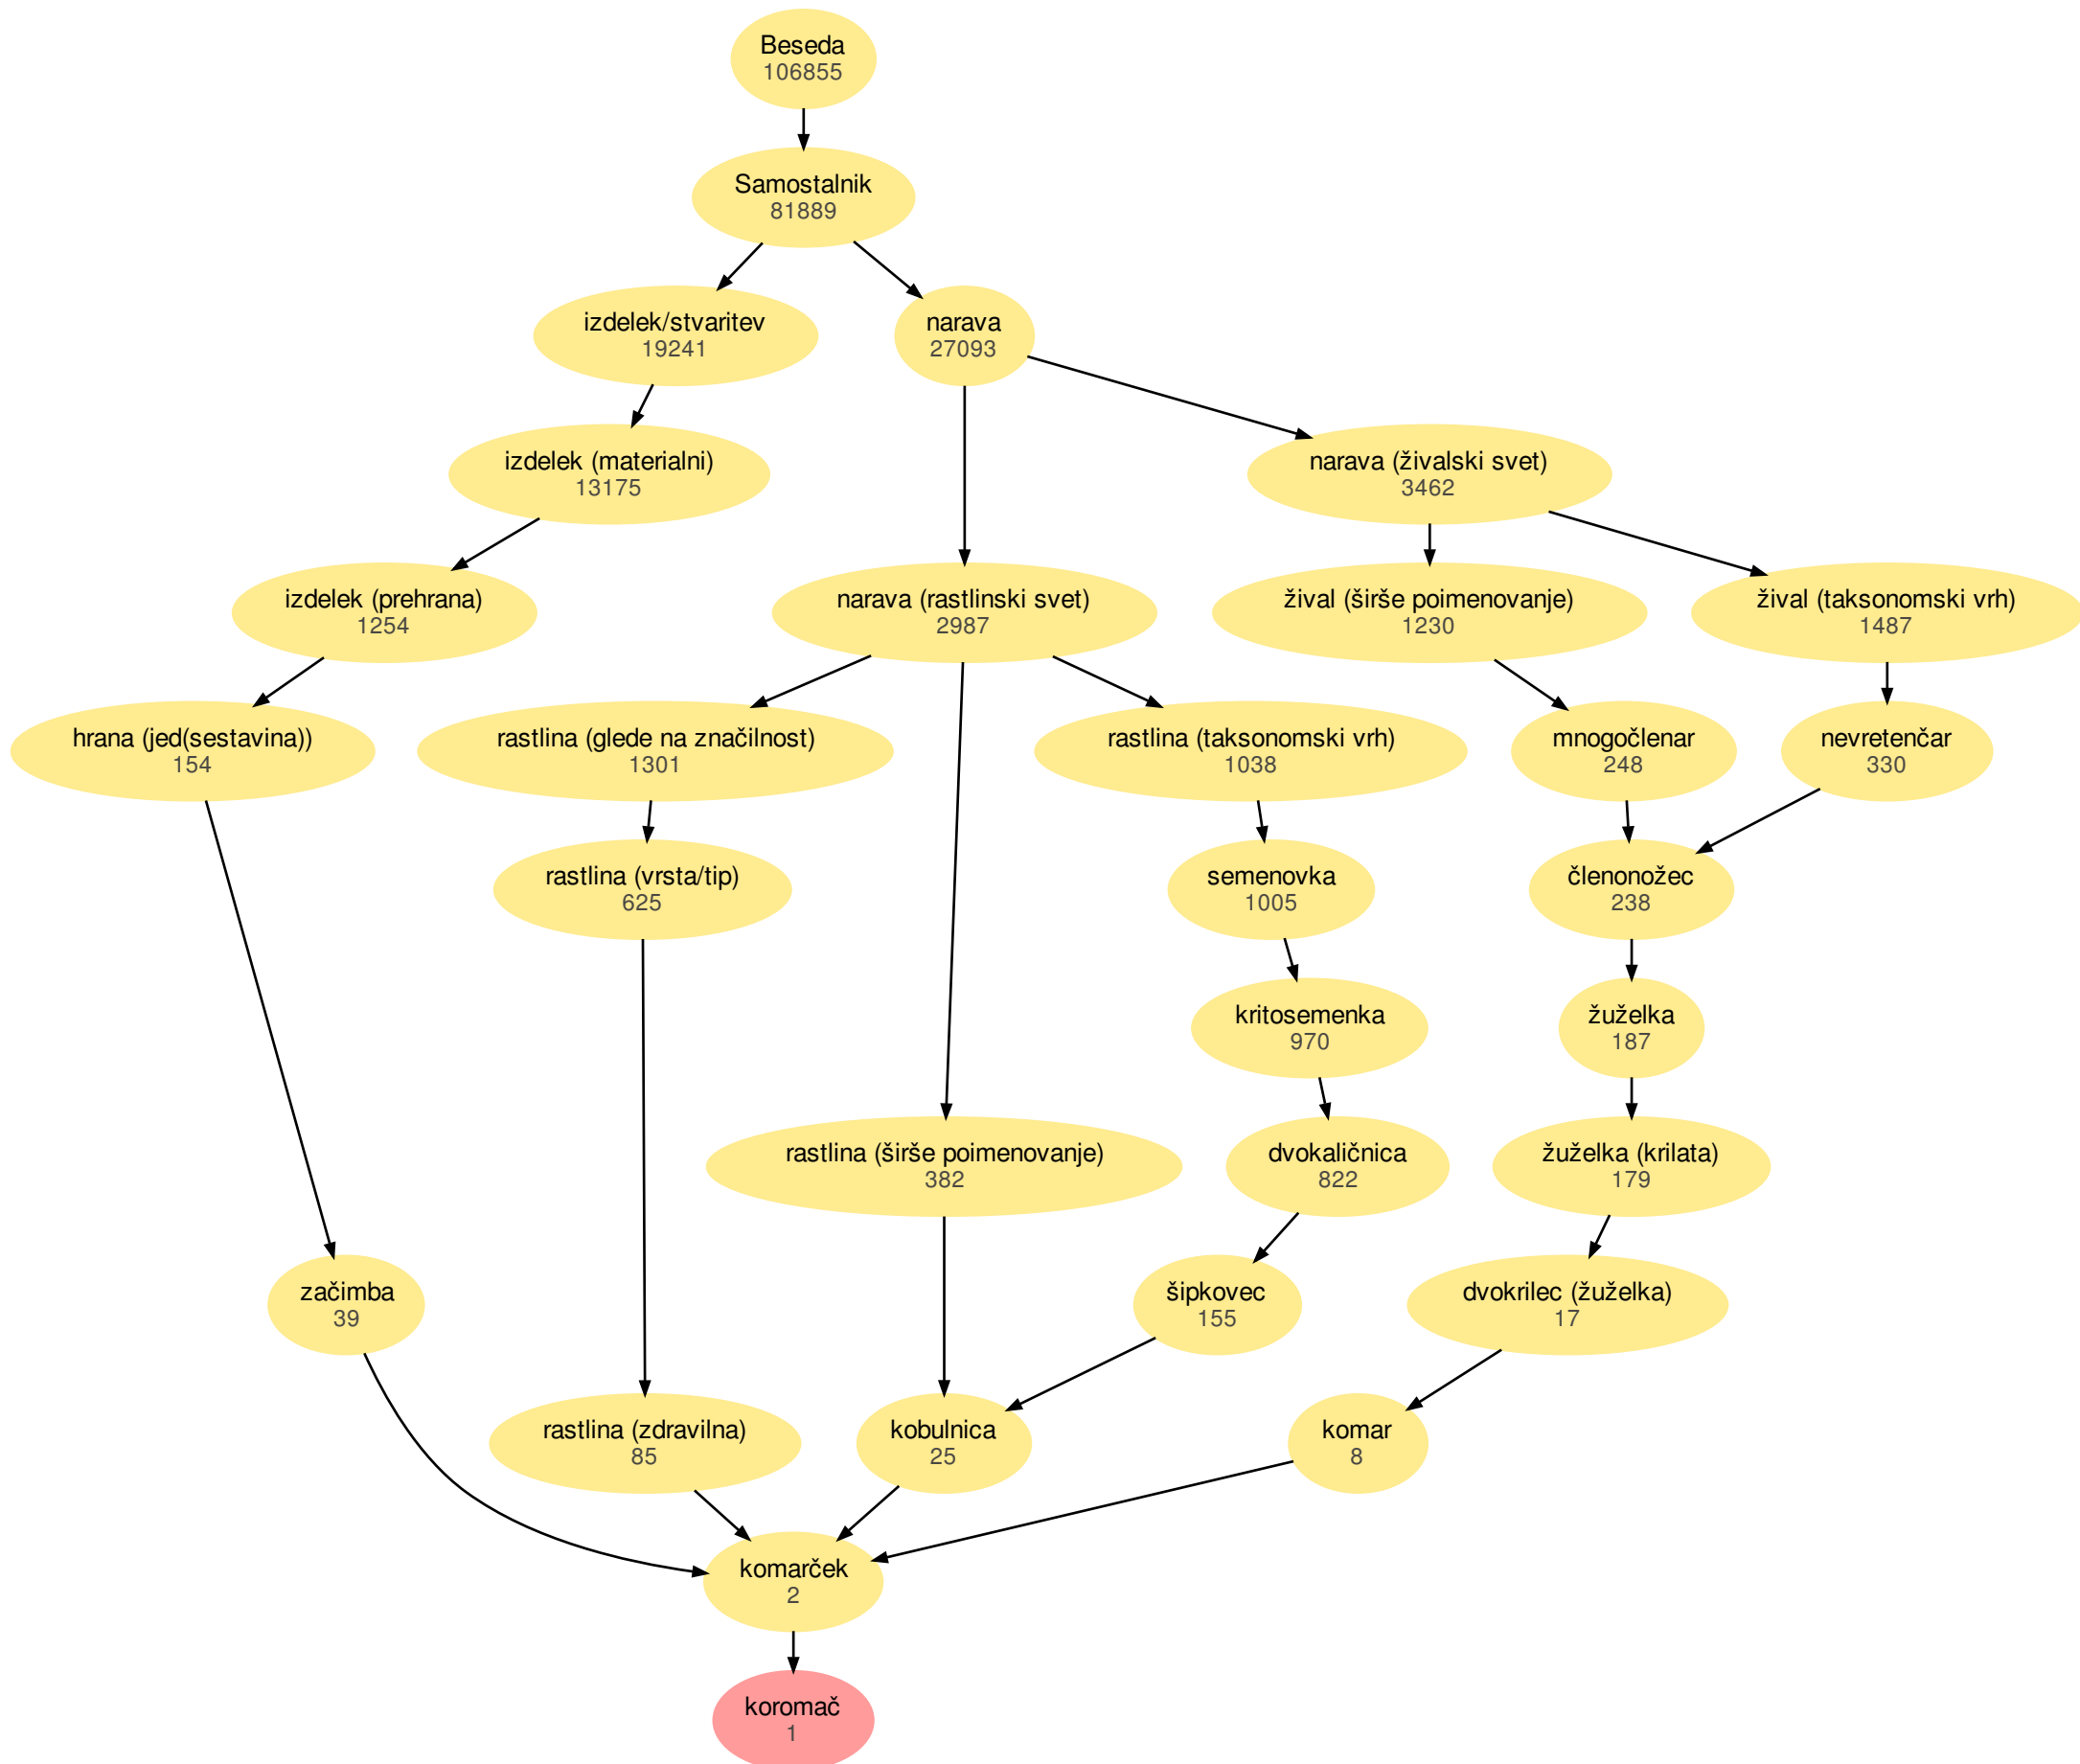 Beseda
106855
Samostalnik
81889
izdelek/stvaritev
19241
narava
27093
izdelek (materialni)
13175
narava (živalski svet)
3462
izdelek (prehrana)
1254
narava (rastlinski svet)
2987
žival (širše poimenovanje)
1230
žival (taksonomski vrh)
1487
hrana (jed(sestavina))
154
rastlina (glede na značilnost)
1301
rastlina (taksonomski vrh)
1038
mnogočlenar
248
nevretenčar
330
rastlina (vrsta/tip)
625
semenovka
1005
členonožec
238
kritosemenka
970
žuželka
187
rastlina (širše poimenovanje)
382
dvokaličnica
822
žuželka (krilata)
179
začimba
39
šipkovec
155
dvokrilec (žuželka)
17
rastlina (zdravilna)
85
kobulnica
25
komar
8
komarček
2
koromač
1